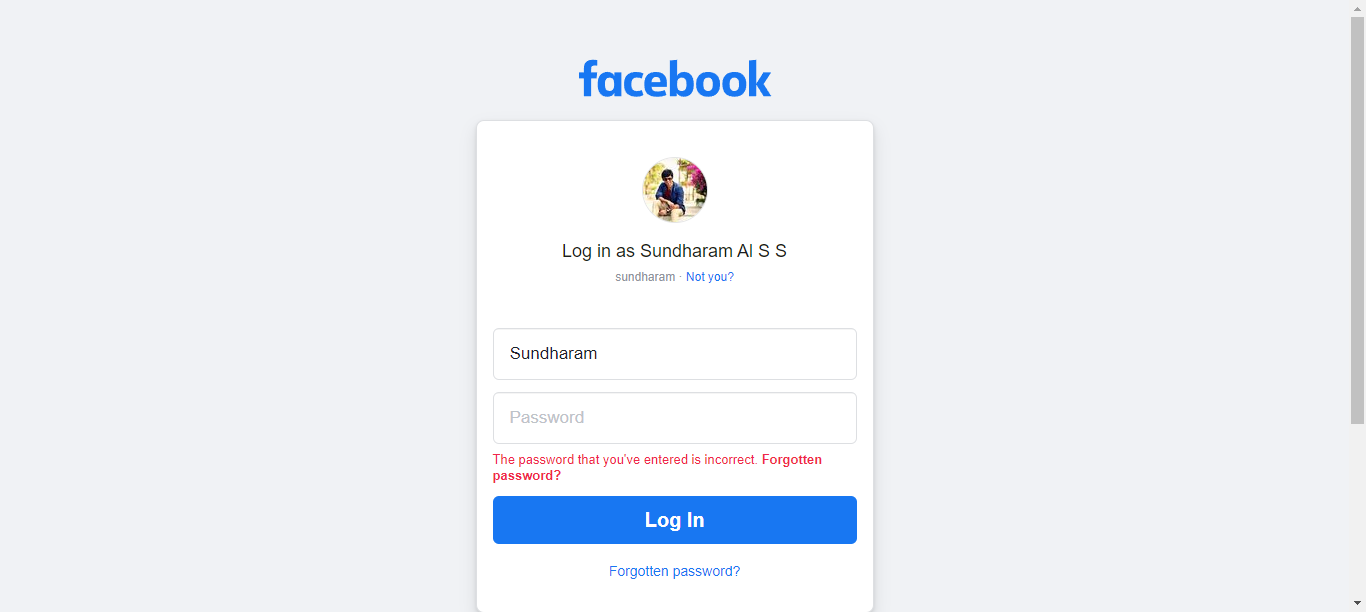 facebook
Log in as Sundharam Al S S
sundharam · Not you?
Sundharam
Password
The password that you've entered is incorrect. Forgotten
password?
Log In
Forgotten password?